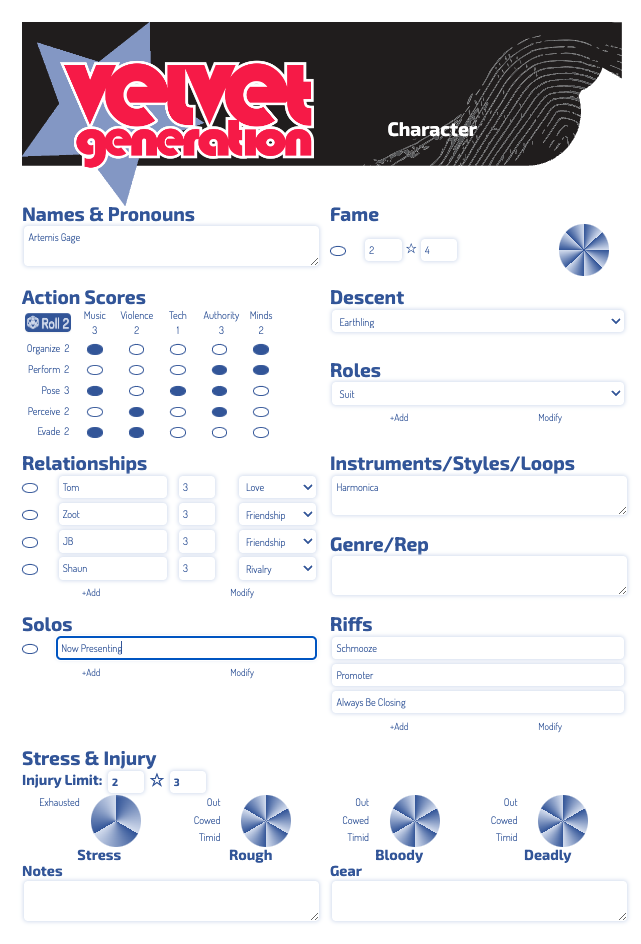 velvet
generation
Character
Names & Pronouns
Artemis Gage
Fame
2 ☆ 4
Action Scores
Roll 2
Music Violence Tech Authority Minds
3 2 1 3 2
Organize 2
Perform 2
Pose 3
Perceive 2
Evade 2
Descent
Earthling
Roles
Suit
+Add Modify
Relationships
Tom 3 Love
Zoot 3 Friendship
JB 3 Friendship
Shaun 3 Rivalry
+Add Modify
Instruments/Styles/Loops
Harmonica
Genre/Rep
Solos
Now Presenting
+Add Modify
Riffs
Schmooze
Promoter
Always Be Closing
+Add Modify
Stress & Injury
Injury Limit: 2 ☆ 3
Exhausted
Stress
Out
Cowed
Timid
Rough
Out
Cowed
Timid
Bloody
Out
Cowed
Timid
Deadly
Notes
Gear